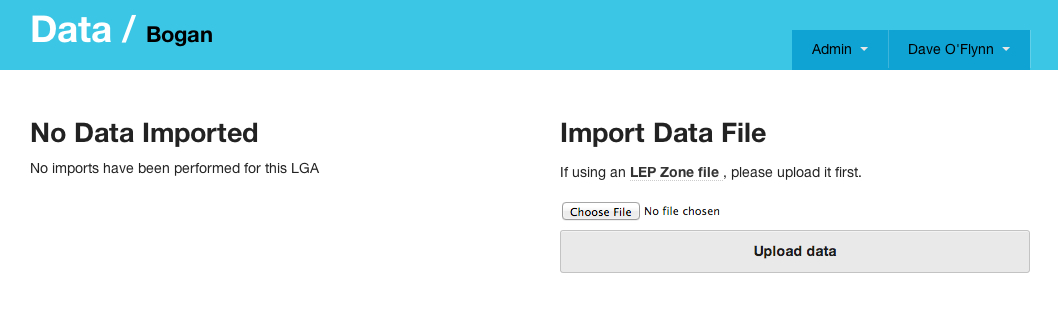 Data / Bogan
Admin
Dave O'Flynn
No Data Imported
No imports have been performed for this LGA
Import Data File
If using an LEP Zone file , please upload it first.
Choose File No file chosen
Upload data